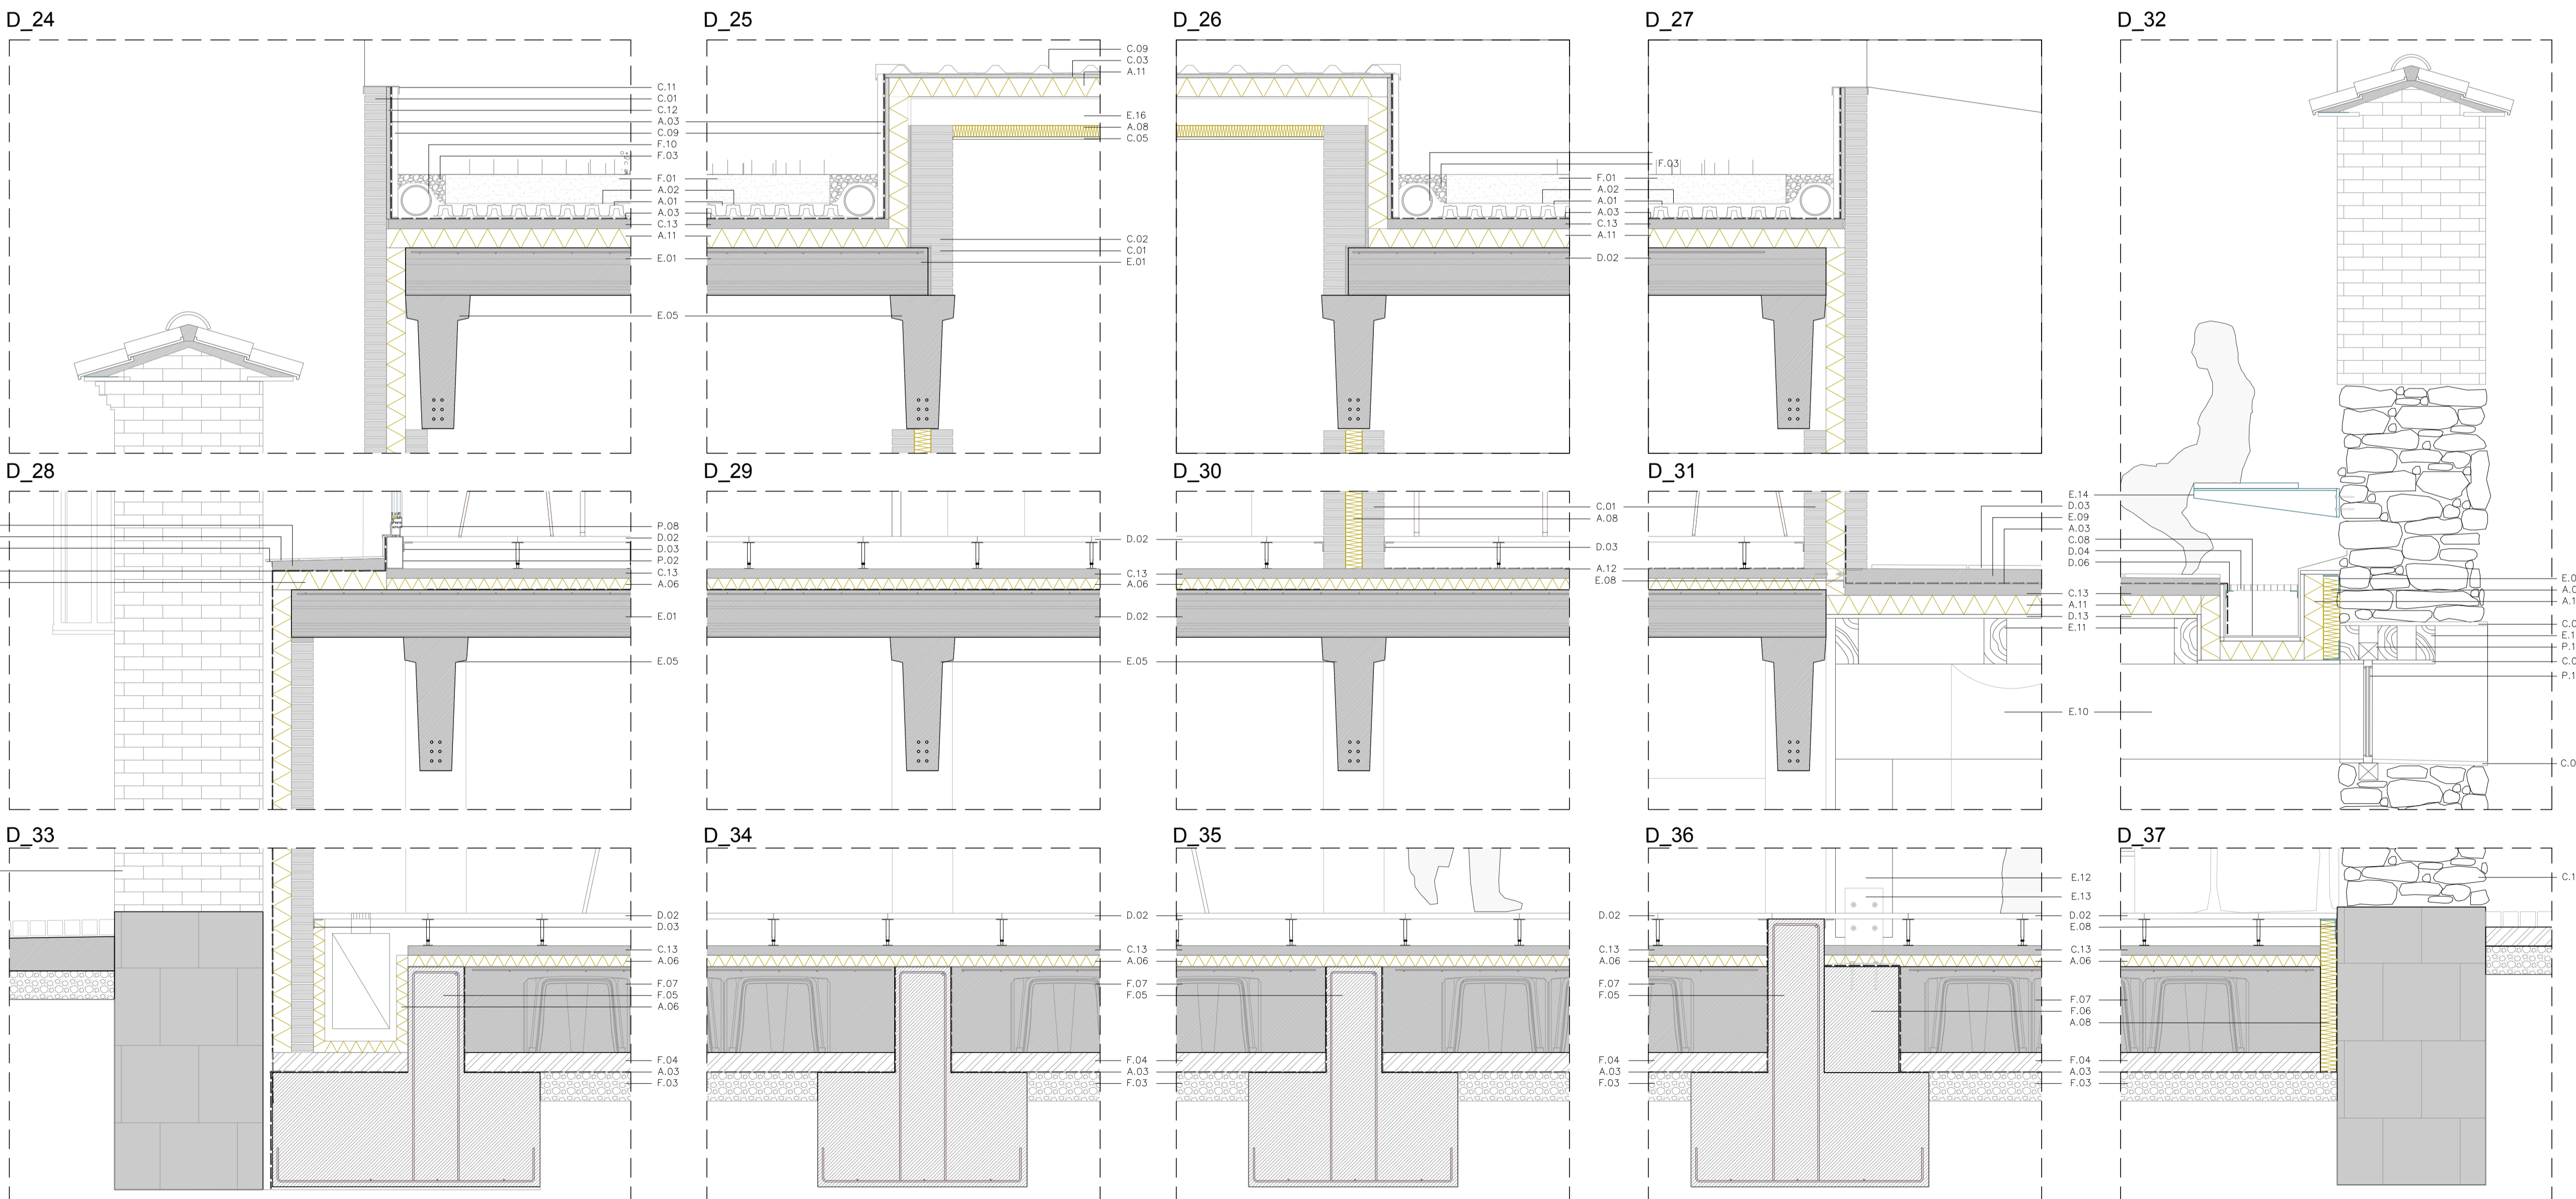 D_24
D_25
D_26
D_27
D_32
C.11
C.01
C.12
A.03
C.09
F.10
F.03
F.01
A.02
A.01
A.03
C.13
A.11
E.01
E.05
C.09
C.03
A.11
E.16
A.08
C.05
C.02
C.01
E.01
F.03
F.01
A.02
A.01
A.03
C.13
A.11
D.02
D_28
D_29
D_30
D_31
P.08
D.02
D.03
P.02
C.13
A.06
E.01
E.05
D.02
C.13
A.06
D.02
E.05
C.01
A.08
D.03
A.12
E.08
E.14
D.03
E.09
A.03
C.08
D.04
D.06
C.13
A.11
D.13
E.11
E.10
D_33
D_34
D_35
D_36
D_37
D.02
D.03
C.13
A.06
F.07
F.05
A.06
F.04
A.03
F.03
D.02
C.13
A.06
F.07
F.05
F.04
A.03
F.03
D.02
C.13
A.06
F.07
F.05
F.04
A.03
F.03
E.12
E.13
D.02
E.08
C.13
A.06
F.07
F.06
A.08
F.04
A.03
F.03